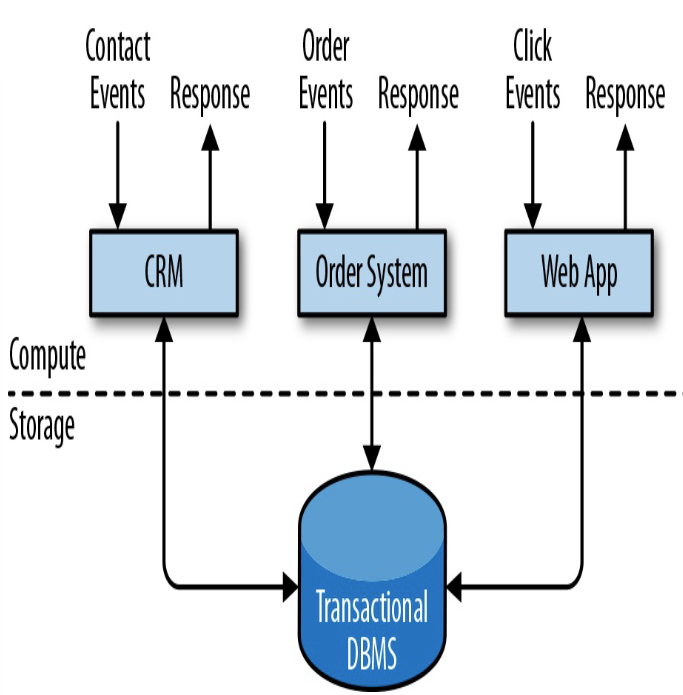 Contact
Events
Response
Order
Events
Response
Click
Events
Response
CRM
Order System
Web App
Compute
Storage
Transactional
DBMS